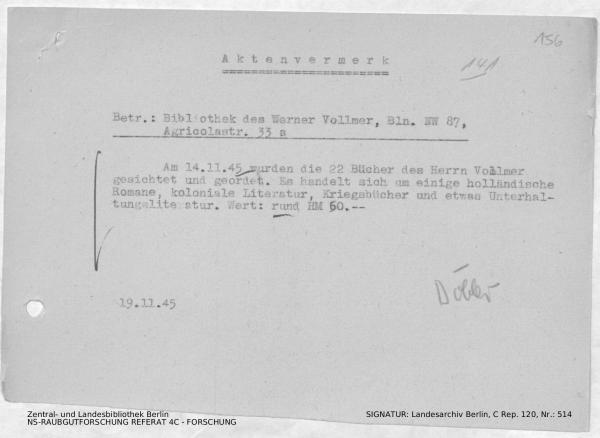 156
141
Aktenvermerk
Betr.: Bibliothek des Werner Vollmer, Bln. NW 87,
Agricolastr. 33 a
Am 14.11.45 wurden die 22 Bücher des Herrn Vollmer
gesichtet und geordet. Es handelt sich um einige holländische
Romane, koloniale Literatur, Kriegsbücher und etwas Unterhal-
tungsliteratur. Wert: rund RM 60.--
19.11.45
Zentral- und Landesbibliothek Berlin
NS-RAUBGUTFORSCHUNG REFERAT 4C - FORSCHUNG
SIGNATUR: Landesarchiv Berlin, C Rep. 120, Nr.: 514